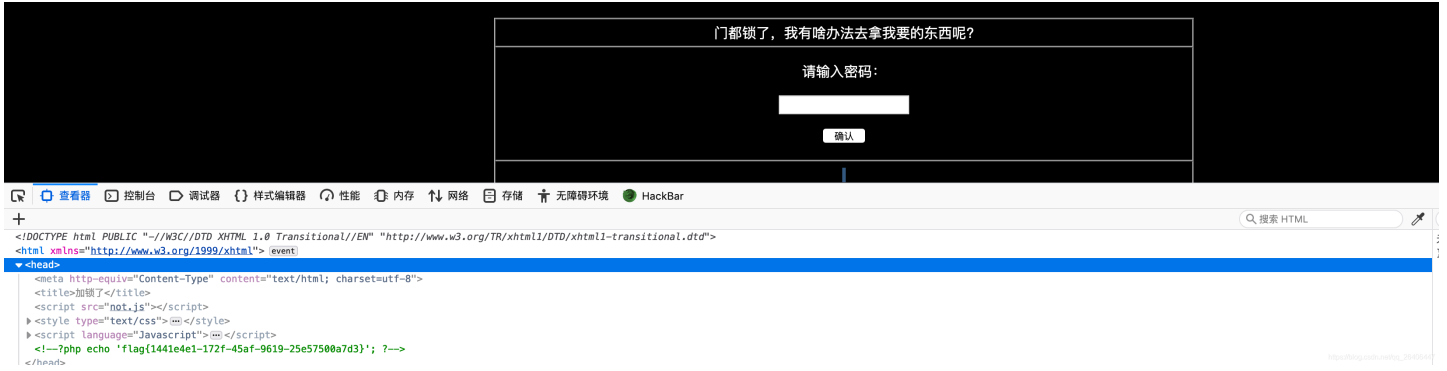 门都锁了，我有啥办法去拿我要的东西呢?
请输入密码：
确认
查看器 控制台 调试器 {} 样式编辑器 性能 内存 网络 存储 无障碍环境 HackBar
+ 搜索 HTML
<!DOCTYPE html PUBLIC "-//W3C//DTD XHTML 1.0 Transitional//EN" "http://www.w3.org/TR/xhtml1/DTD/xhtml1-transitional.dtd">
<html xmlns="http://www.w3.org/1999/xhtml"> event
<head>
<meta http-equiv="Content-Type" content="text/html; charset=utf-8">
<title>加锁了</title>
<script src="not.js"></script>
<style type="text/css"> ••• </style>
<script language="Javascript"> ••• </script>
<!--?php echo 'flag{1441e4e1-172f-45af-9619-25e57500a7d3}'; ?-->
</head>